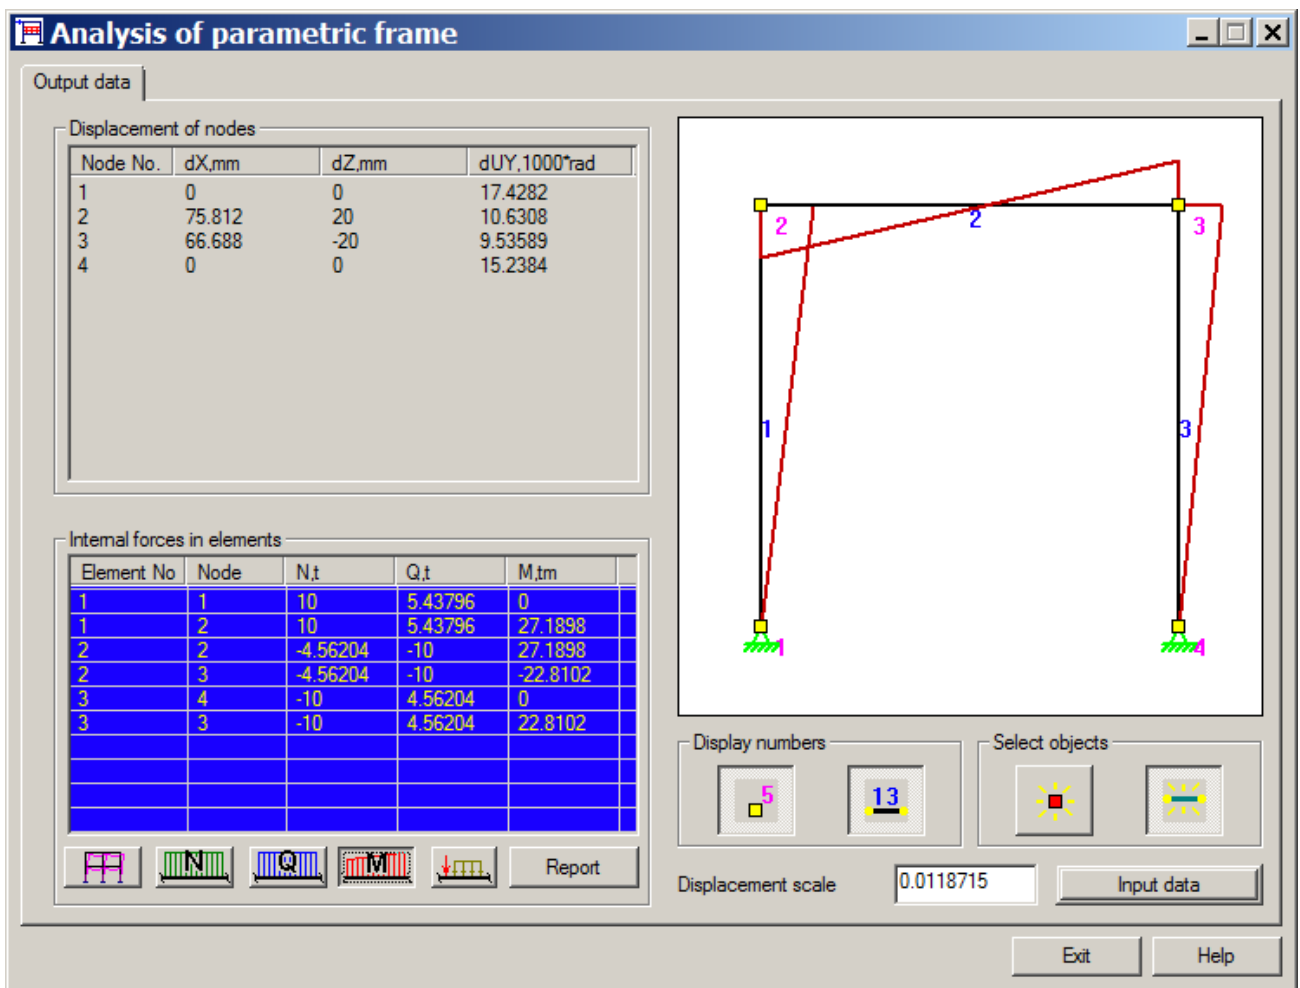 Analysis of parametric frame
Output data
Displacement of nodes
Node No. dX,mm dZ,mm dUY,1000*rad
1 0 0 17.4282
2 75.812 20 10.6308
3 66.688 -20 9.53589
4 0 0 15.2384
2 2 3
1 3
1 4
Internal forces in elements
Element No Node N,t Q,t M,tm
1 1 10 5.43796 0
1 2 10 5.43796 27.1898
2 2 -4.56204 -10 27.1898
2 3 -4.56204 -10 -22.8102
3 4 -10 4.56204 0
3 3 -10 4.56204 22.8102
N Q M Report
Display numbers Select objects
5 13
Displacement scale 0.0118715 Input data
Exit Help